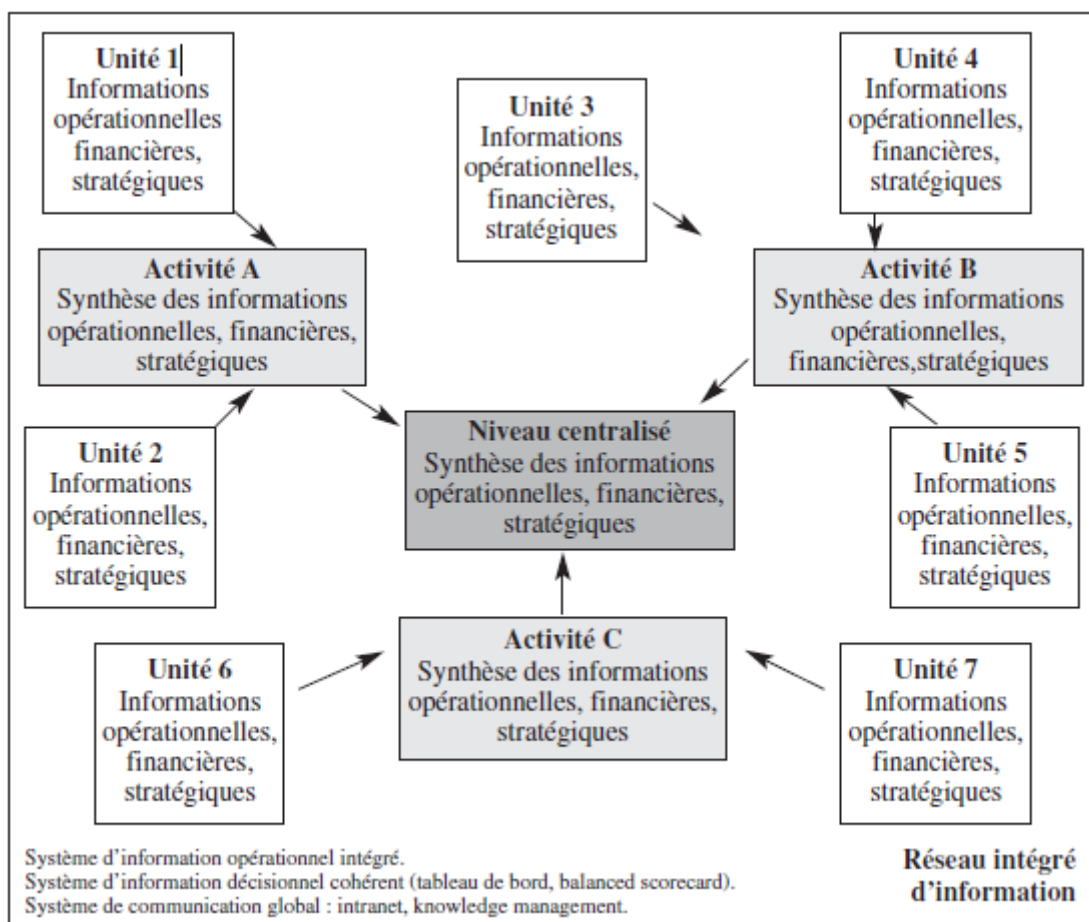 Unité 1
Informations
opérationnelles
financières,
stratégiques
Unité 3
Informations
opérationnelles,
financières,
stratégiques
Unité 4
Informations
opérationnelles,
financières,
stratégiques
Activité A
Synthèse des informations
opérationnelles, financières,
stratégiques
Activité B
Synthèse des informations
opérationnelles,
financières,stratégiques
Unité 2
Informations
opérationnelles,
financières,
stratégiques
Niveau centralisé
Synthèse des informations
opérationnelles, financières,
stratégiques
Unité 5
Informations
opérationnelles,
financières,
stratégiques
Unité 6
Informations
opérationnelles,
financières,
stratégiques
Activité C
Synthèse des informations
opérationnelles, financières,
stratégiques
Unité 7
Informations
opérationnelles,
financières,
stratégiques
Système d'information opérationnel intégré.
Système d'information décisionnel cohérent (tableau de bord, balanced scorecard).
Système de communication global : intranet, knowledge management.
Réseau intégré
d'information